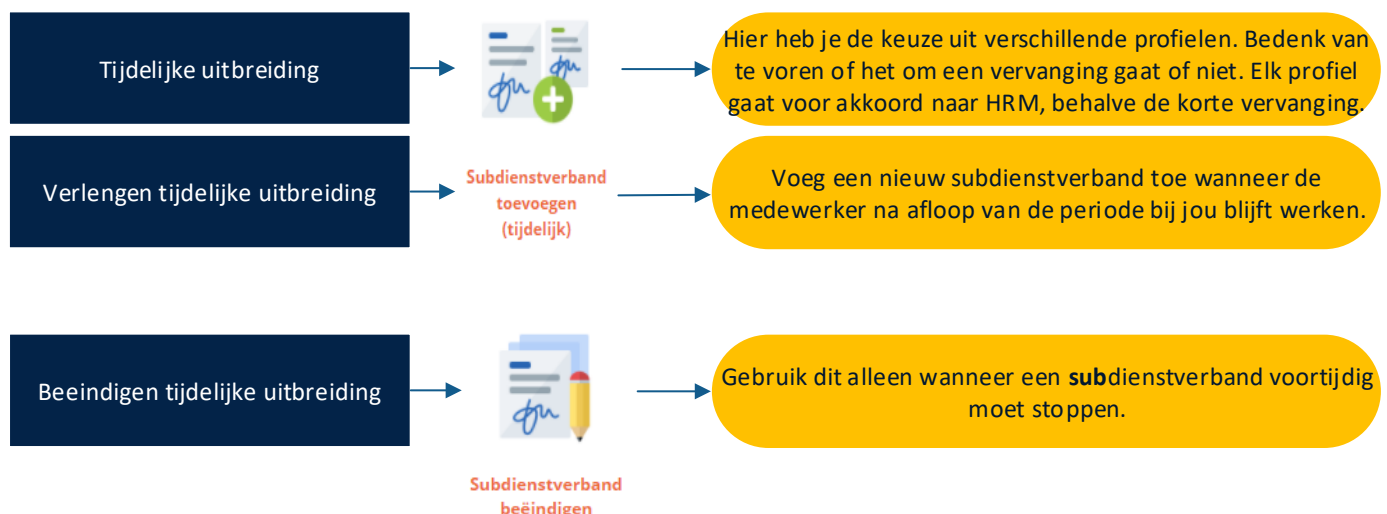 Tijdelijke uitbreiding
Hier heb je de keuze uit verschillende profielen. Bedenk van
te voren of het om een vervanging gaat of niet. Elk profiel
gaat voor akkoord naar HRM, behalve de korte vervanging.
Verlengen tijdelijke uitbreiding
Subdienstverband
toevoegen
(tijdelijk)
Voeg een nieuw subdienstverband toe wanneer de
medewerker na afloop van de periode bij jou blijft werken.
Beeindigen tijdelijke uitbreiding
Gebruik dit alleen wanneer een subdienstverband voortijdig
moet stoppen.
Subdienstverband
beëindigen